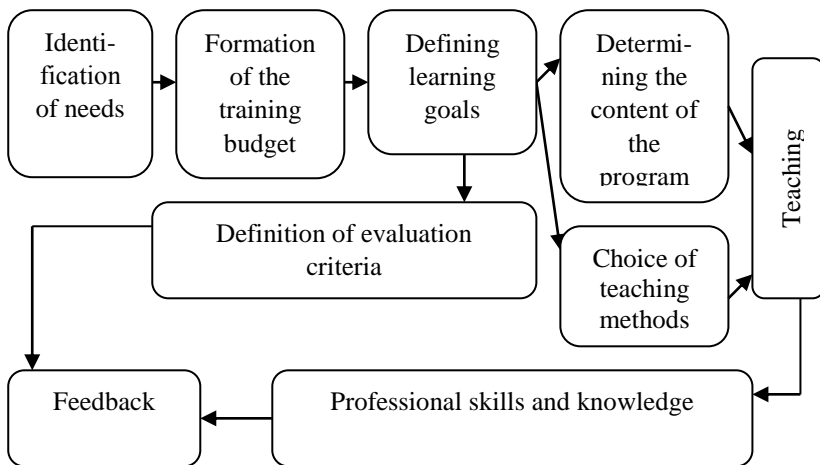 Identi-
fication
of needs
Formation
of the
training
budget
Defining
learning
goals
Determi-
ning the
content of
the
program
Teaching
Definition of evaluation
criteria
Choice of
teaching
methods
Feedback
Professional skills and knowledge